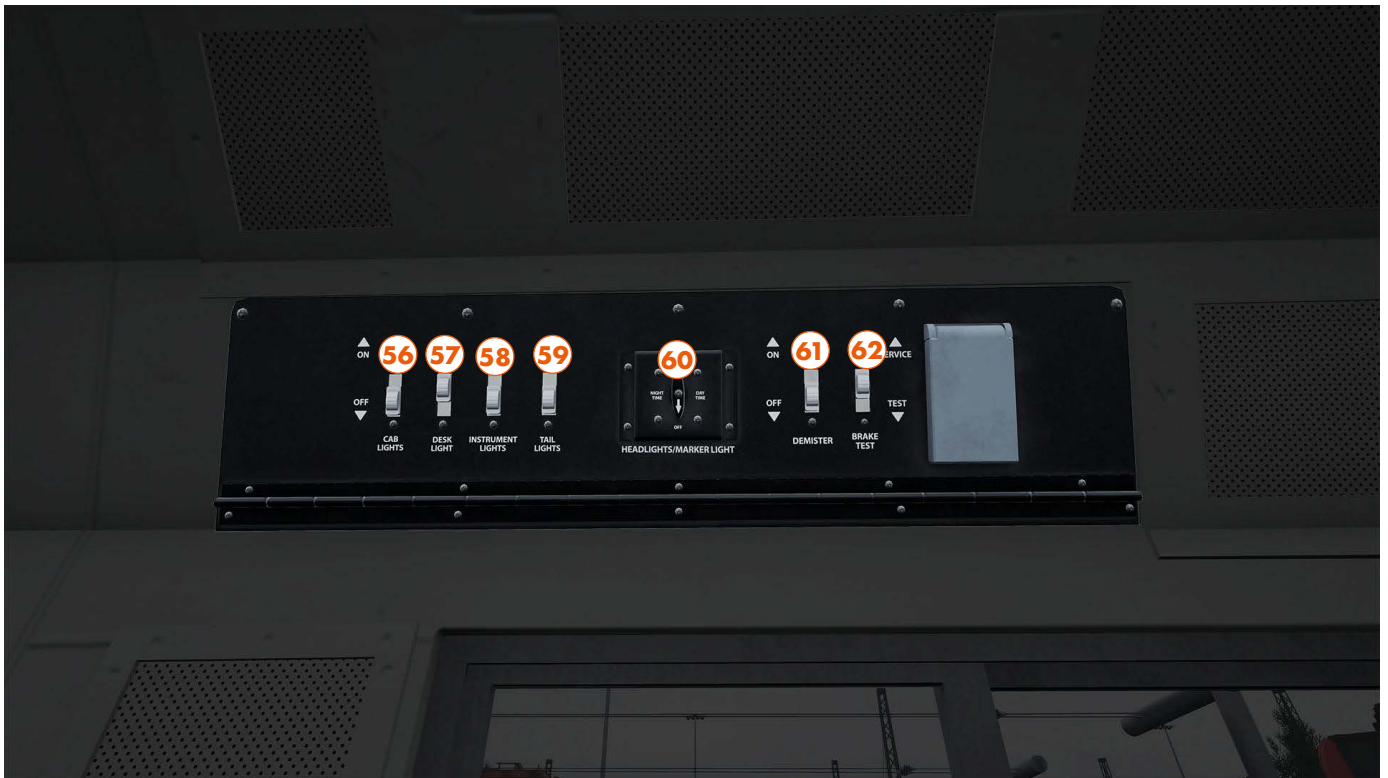 56
57
58
59
60
61
62
ON
OFF
CAB
LIGHTS
DESK
LIGHT
INSTRUMENT
LIGHTS
TAIL
LIGHTS
NIGHT
TIME
DAY
TIME
OFF
HEADLIGHTS/MARKER LIGHT
ON
OFF
DEMISTER
BRAKE
TEST
ERVICE
TEST